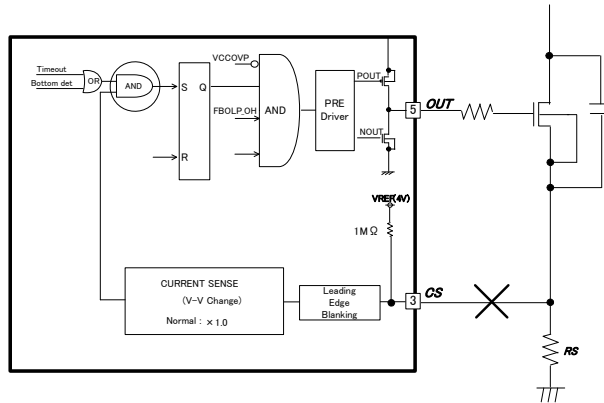 Timeout
Bottom det
OR
AND
S Q
R
VCCOVP
FBOLP_OH
AND
PRE
Driver
POUT
NOUT
5 OUT
VREF(4V)
1MΩ
CURRENT SENSE
(V-V Change)
Normal : × 1.0
Leading
Edge
Blanking
3 CS
RS